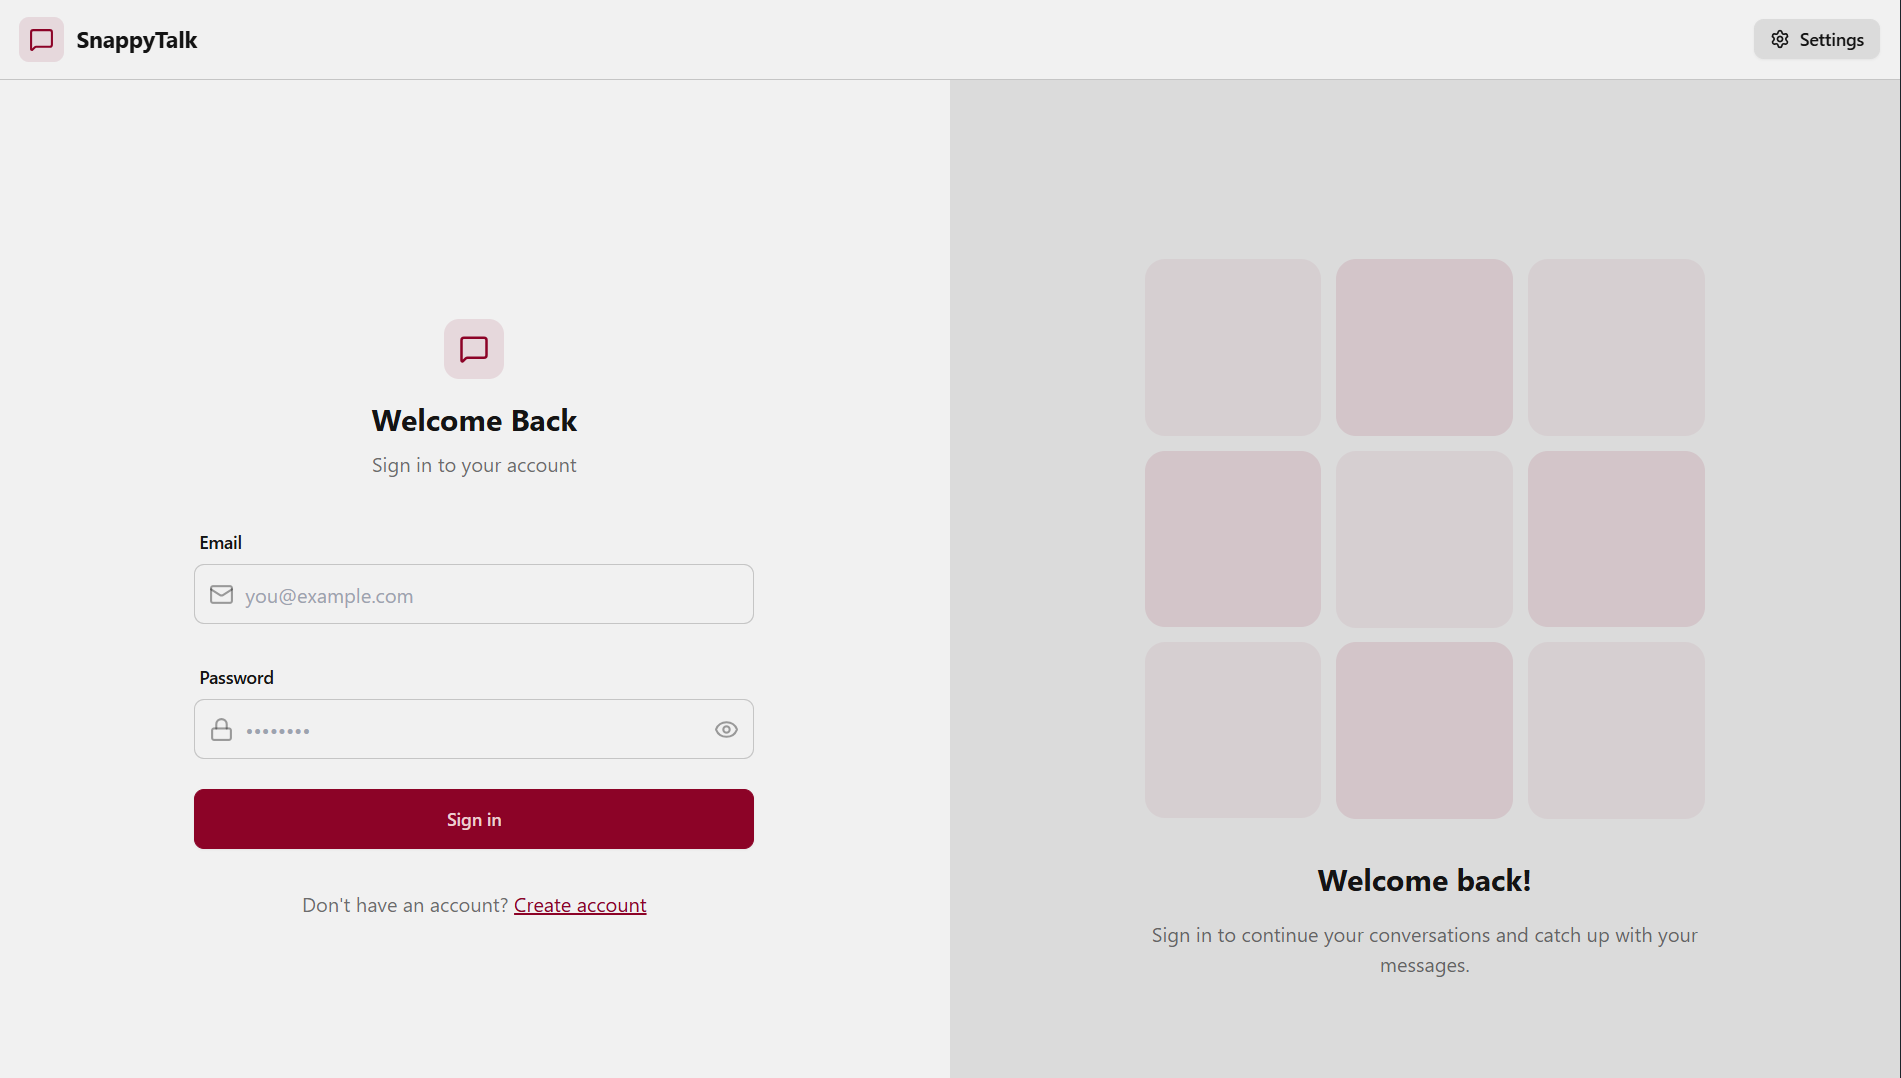 SnappyTalk
Settings
Welcome Back
Sign in to your account
Email
you@example.com
Password
••••••••
Sign in
Don't have an account? Create account
Welcome back!
Sign in to continue your conversations and catch up with your
messages.